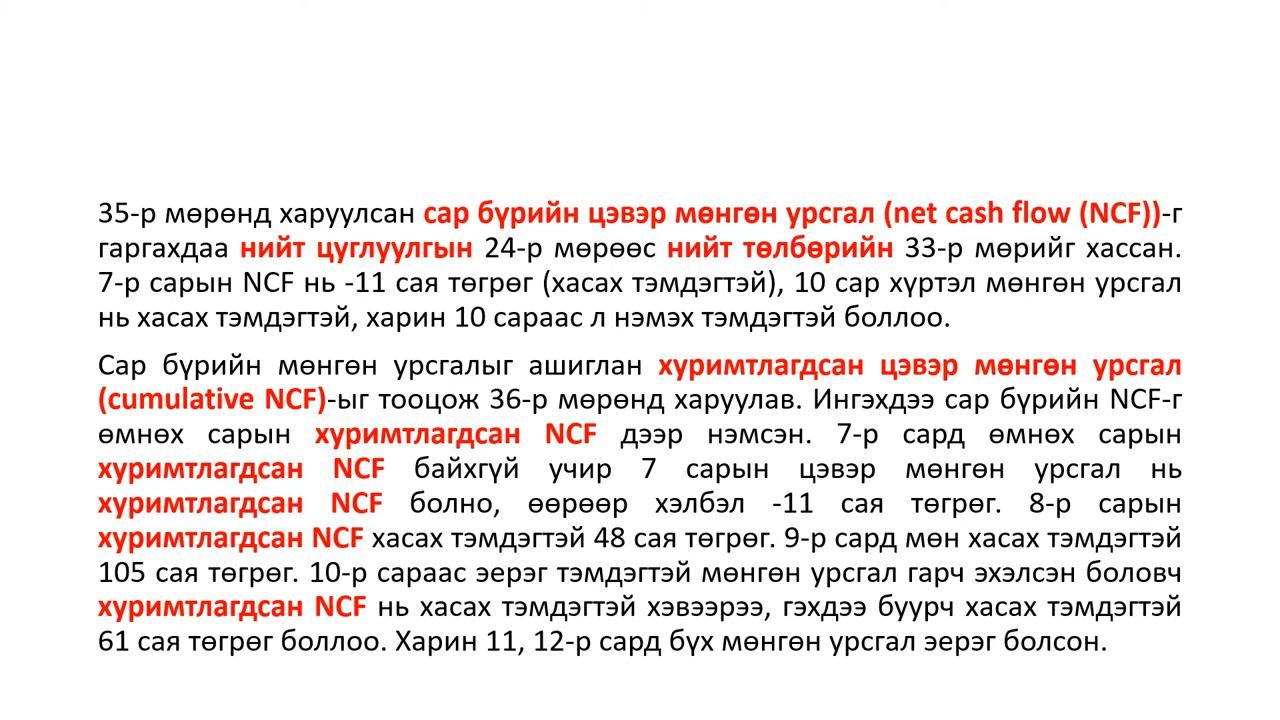 35-р мөрөнд харуулсан сар бүрийн цэвэр мөнгөн урсгал (net cash flow (NCF))-г
гаргахдаа нийт цуглуулгын 24-р мөрөөс нийт төлбөрийн 33-р мөрийг хассан.
7-р сарын NCF нь -11 сая төгрөг (хасах тэмдэгтэй), 10 сар хүртэл мөнгөн урсгал
нь хасах тэмдэгтэй, харин 10 сараас л нэмэх тэмдэгтэй боллоо.
Сар бүрийн мөнгөн урсгалыг ашиглан хуримтлагдсан цэвэр мөнгөн урсгал
(cumulative NCF)-ыг тооцож 36-р мөрөнд харуулав. Ингэхдээ сар бүрийн NCF-г
өмнөх сарын хуримтлагдсан NCF дээр нэмсэн. 7-р сард өмнөх сарын
хуримтлагдсан NCF байхгүй учир 7 сарын цэвэр мөнгөн урсгал нь
хуримтлагдсан NCF болно, өөрөөр хэлбэл -11 сая төгрөг. 8-р сарын
хуримтлагдсан NCF хасах тэмдэгтэй 48 сая төгрөг. 9-р сард мөн хасах тэмдэгтэй
105 сая төгрөг. 10-р сараас эерэг тэмдэгтэй мөнгөн урсгал гарч эхэлсэн боловч
хуримтлагдсан NCF нь хасах тэмдэгтэй хэвээрээ, гэхдээ буурч хасах тэмдэгтэй
61 сая төгрөг боллоо. Харин 11, 12-р сард бүх мөнгөн урсгал эерэг болсон.